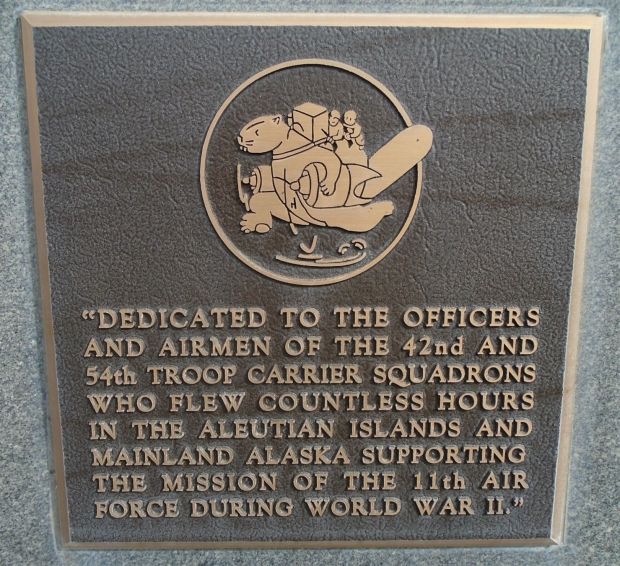 “DEDICATED TO THE OFFICERS
AND AIRMEN OF THE 42nd AND
54th TROOP CARRIER SQUADRONS
WHO FLEW COUNTLESS HOURS
IN THE ALEUTIAN ISLANDS AND
MAINLAND ALASKA SUPPORTING
THE MISSION OF THE 11th AIR
FORCE DURING WORLD WAR II.”